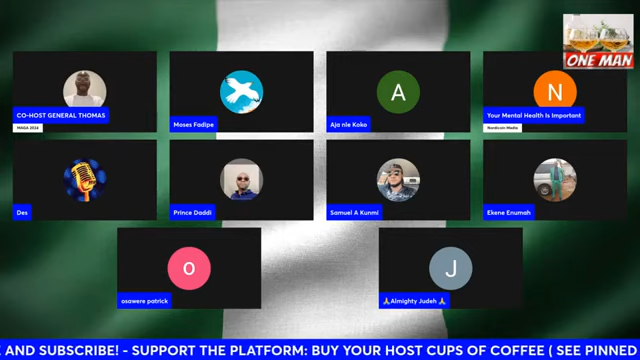 ONE MAN
CO-HOST GENERAL THOMAS
MAGA 2024
Moses Fadipe
A
Aja nle Koko
N
Your Mental Health Is Important
Nordicoin Media
Des
Prince Daddi
Samuel A Kunmi
Ekene Enumah
o
osawere patrick
J
🙏Almighty Judeh 🙏
E AND SUBSCRIBE! - SUPPORT THE PLATFORM: BUY YOUR HOST CUPS OF COFFEE ( SEE PINNED